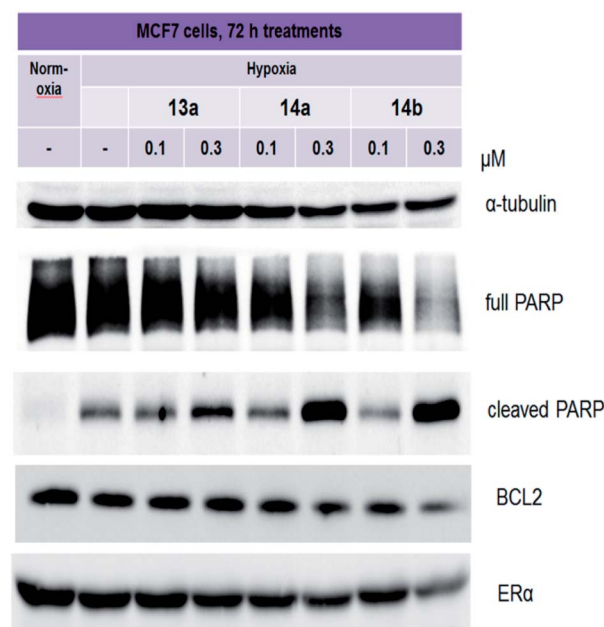 MCF7 cells, 72 h treatments
Norm-
oxia
Hypoxia
13a 14a 14b
- - 0.1 0.3 0.1 0.3 0.1 0.3
µM
α-tubulin
full PARP
cleaved PARP
BCL2
ERα